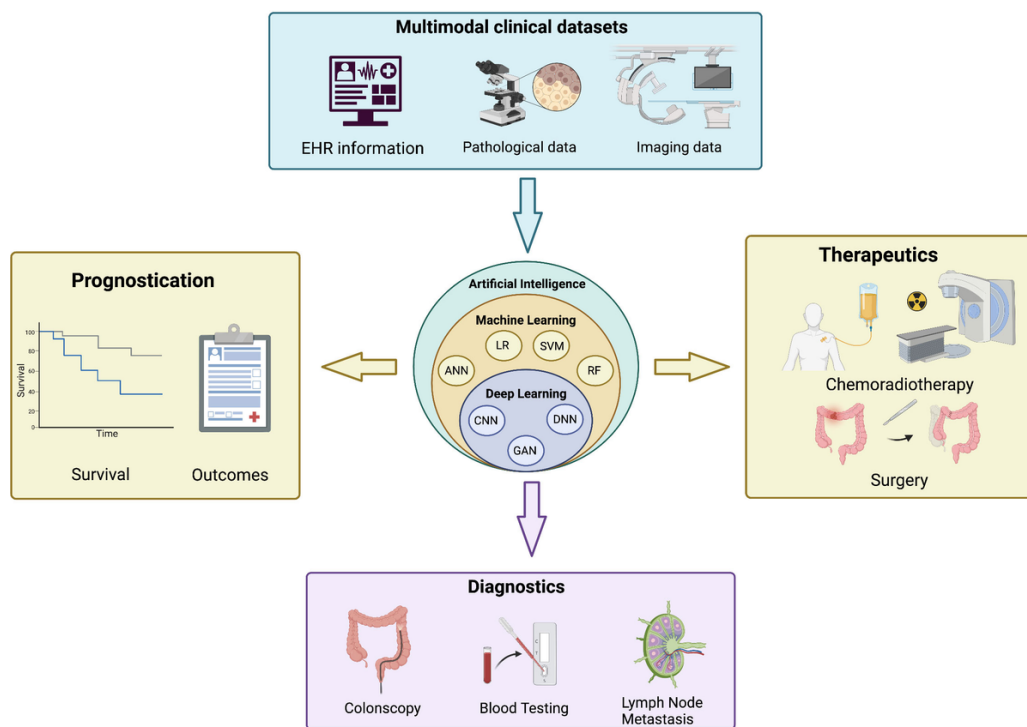 Multimodal clinical datasets
EHR information
Pathological data
Imaging data
Prognostication
Survival
100
80
60
40
20
0
Time
Survival
Outcomes
Artificial Intelligence
Machine Learning
LR
SVM
ANN
RF
Deep Learning
CNN
DNN
GAN
Therapeutics
Chemoradiotherapy
Surgery
Diagnostics
Colonscopy
Blood Testing
Lymph Node
Metastasis